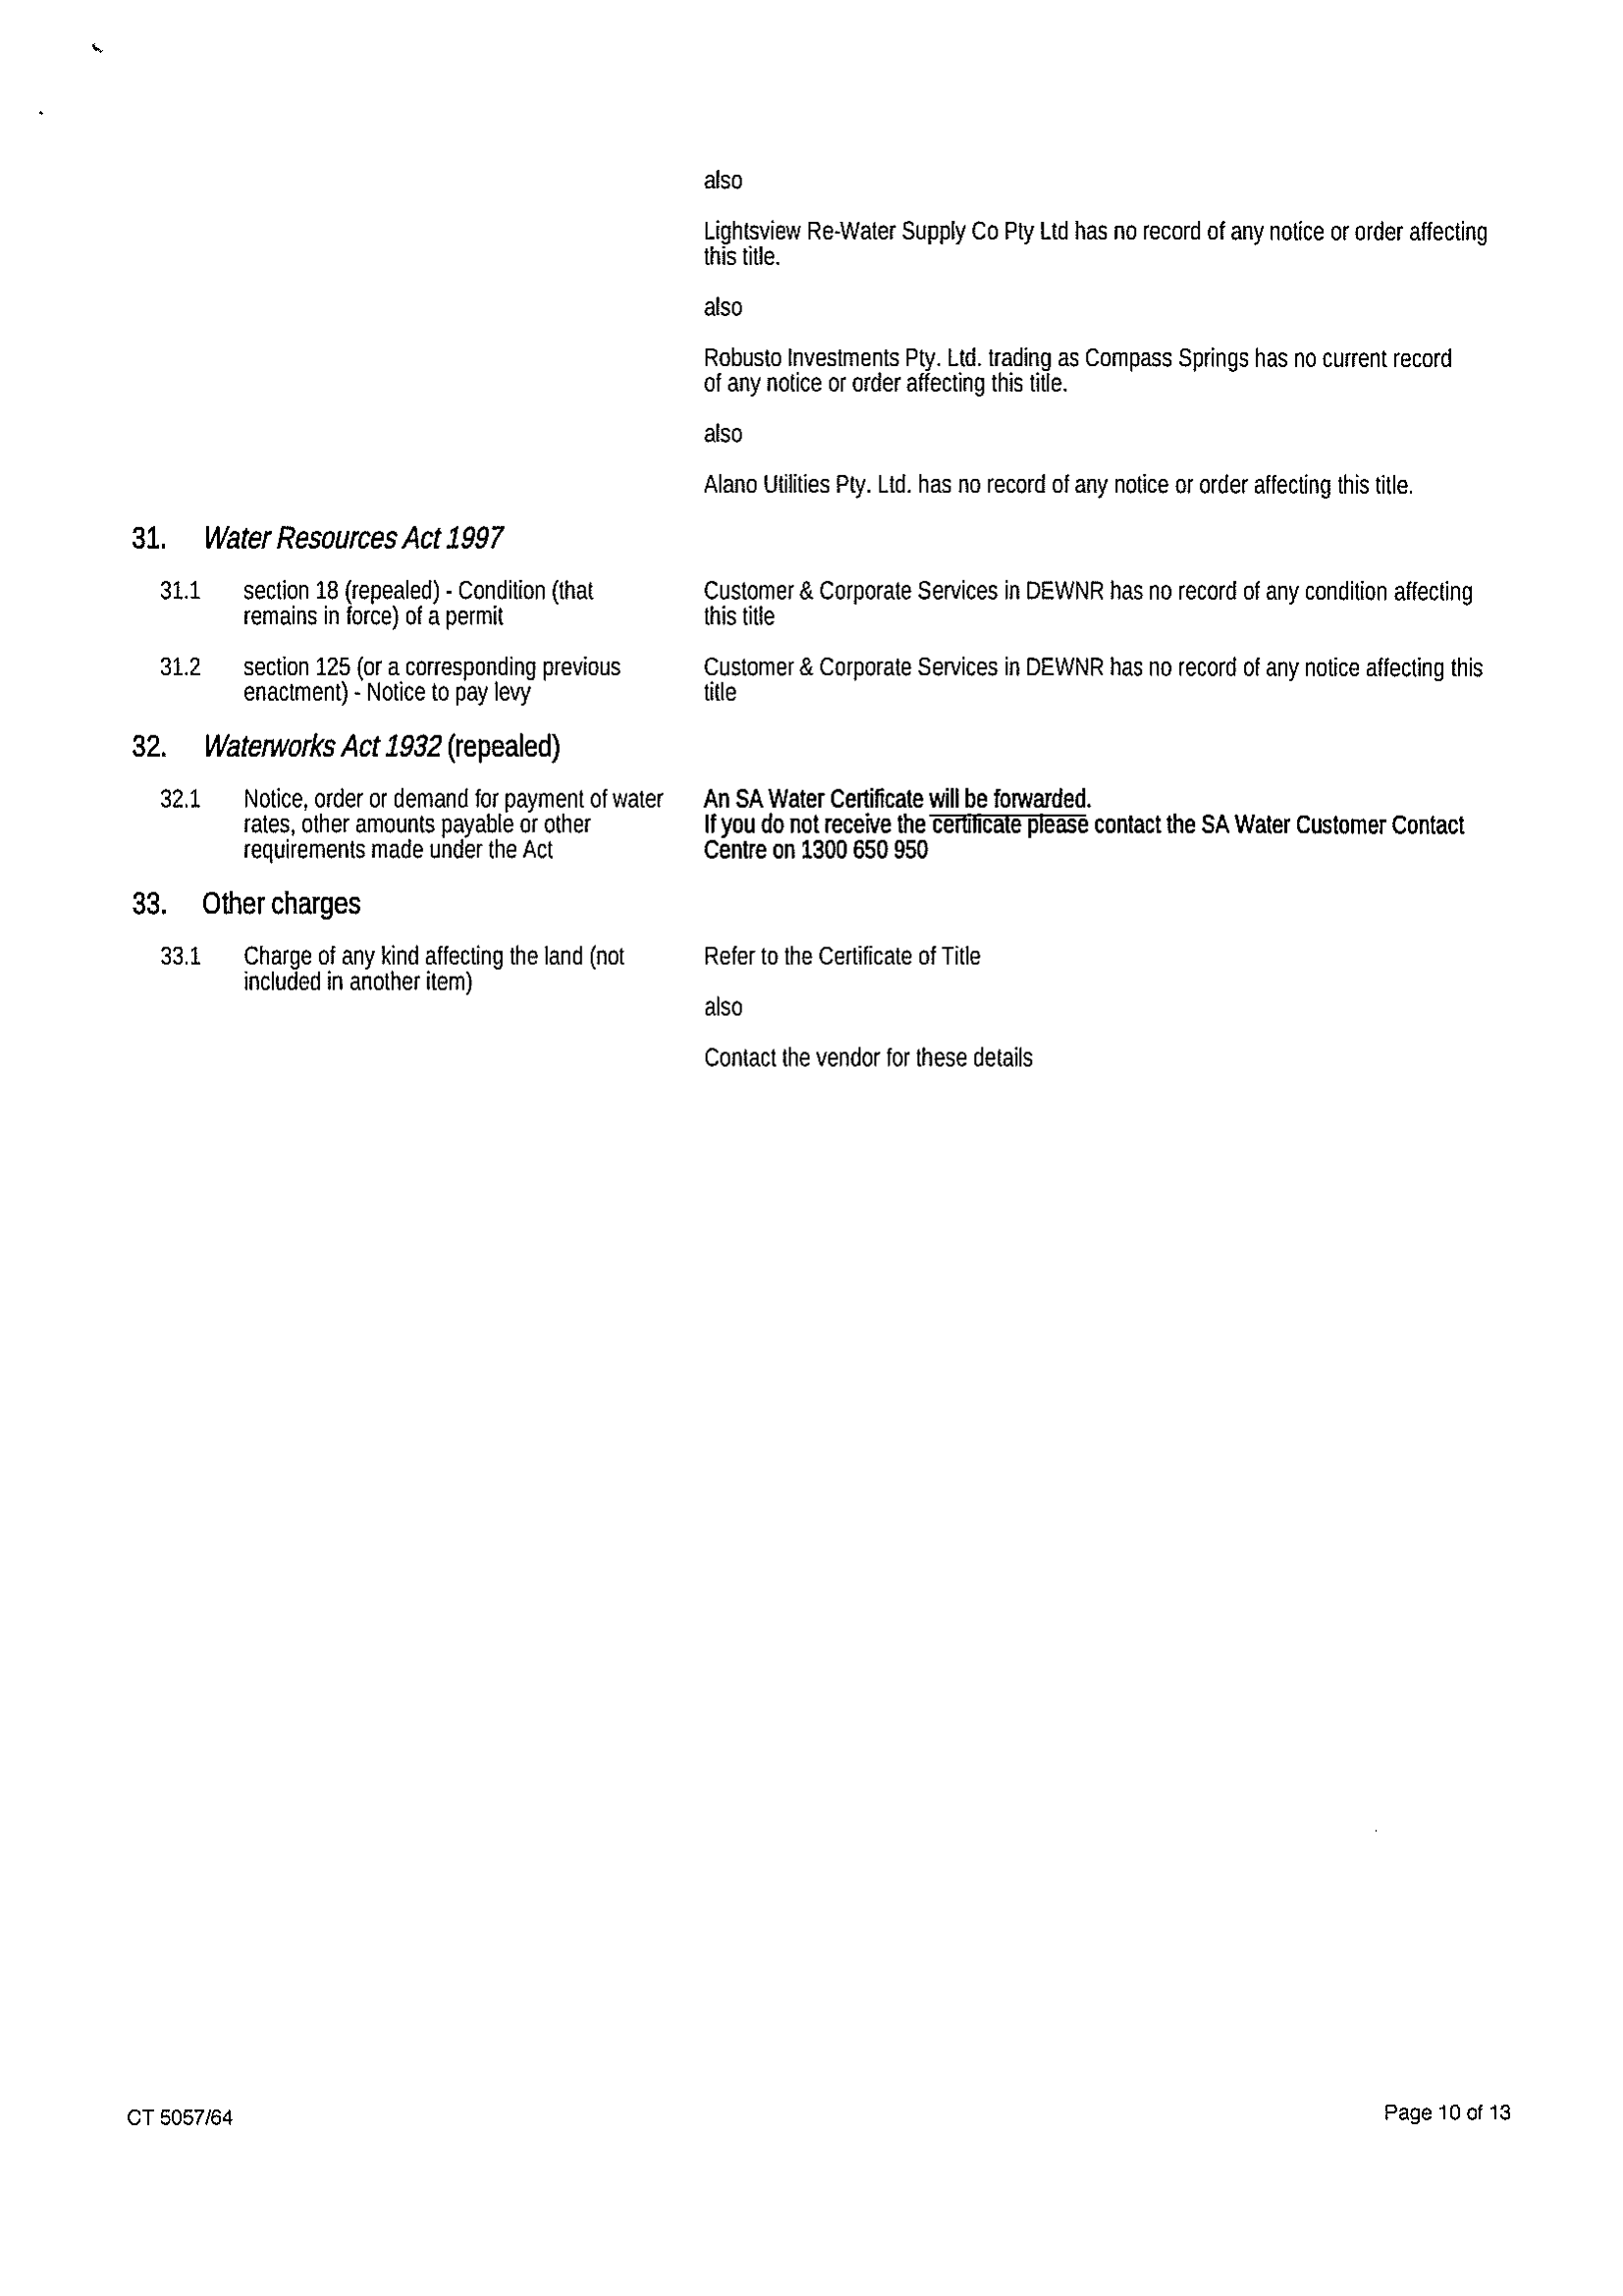 also
Lightsview Re-Water Supply Co Pty Ltd has no record of any notice or order affecting
this title.
also
Robusto Investments Pty. Ltd. trading as Compass Springs has no current record
of any notice or order affecting this title.
also
Alano Utilities Pty. Ltd. has no record of any notice or order affecting this title.
31. Water Resources Act 1997
31.1 section 18 (repealed) - Condition (that
remains in force) of a permit
Customer & Corporate Services in DEWNR has no record of any condition affecting
this title
31.2 section 125 (or a corresponding previous
enactment) - Notice to pay levy
Customer & Corporate Services in DEWNR has no record of any notice affecting this
title
32. Waterworks Act 1932 (repealed)
32.1 Notice, order or demand for payment of water
rates, other amounts payable or other
requirements made under the Act
An SA Water Certificate will be forwarded.
If you do not receive the certificate please contact the SA Water Customer Contact
Centre on 1300 650 950
33. Other charges
33.1 Charge of any kind affecting the land (not
included in another item)
Refer to the Certificate of Title
also
Contact the vendor for these details
CT 5057/64
Page 10 of 13